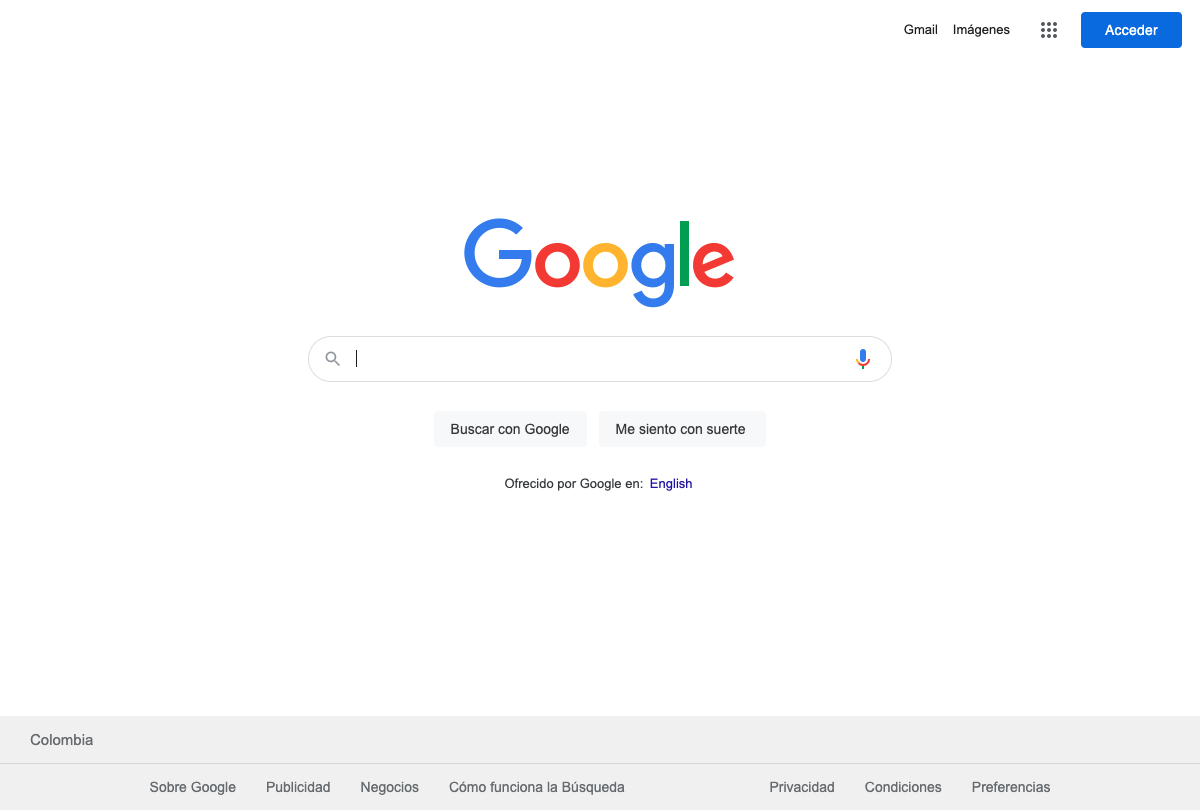 Gmail Imágenes Acceder
Google
Buscar con Google Me siento con suerte
Ofrecido por Google en: English
Colombia
Sobre Google Publicidad Negocios Cómo funciona la Búsqueda Privacidad Condiciones Preferencias